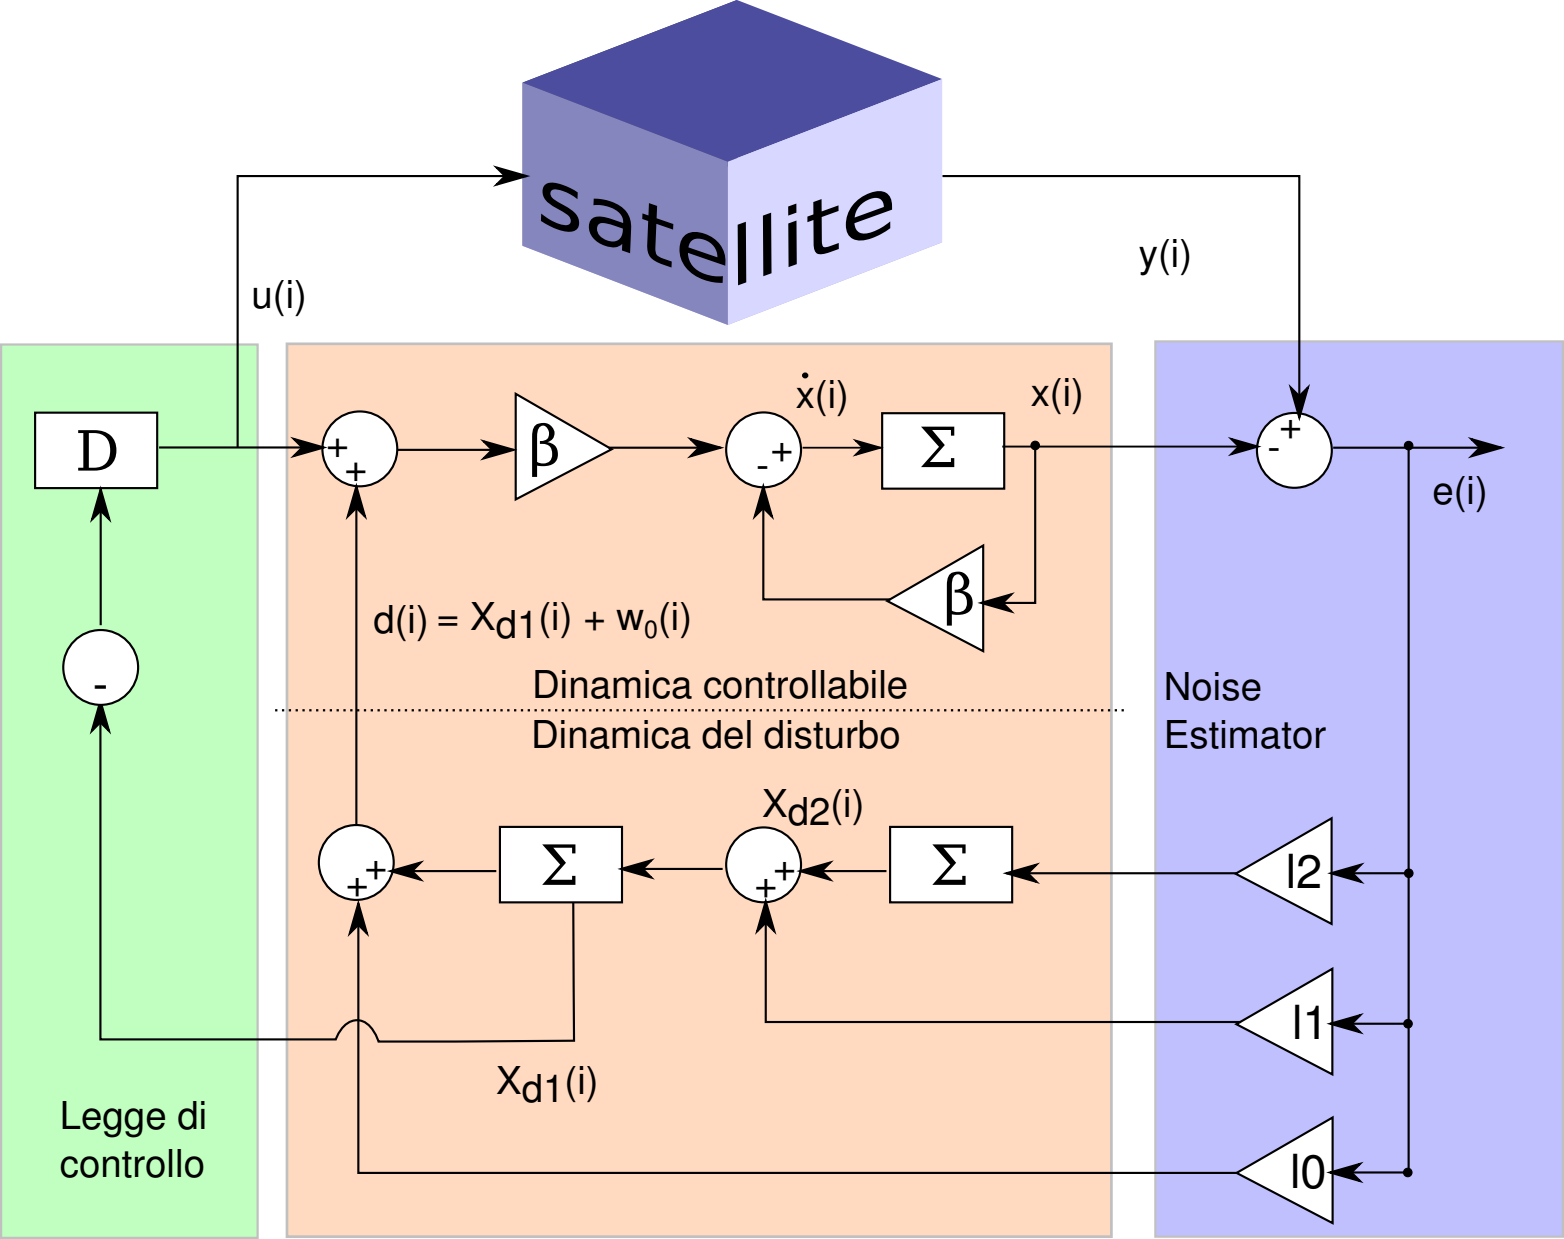 satellite
u(i)
y(i)
ẋ(i)
x(i)
D
+
+
β
- +
Σ
+
-
e(i)
β
d(i) = Xd1(i) + w₀(i)
-
Dinamica controllabile
Dinamica del disturbo
Noise
Estimator
Xd2(i)
+
+
Σ
+
+
Σ
l2
l1
Xd1(i)
Legge di
controllo
l0